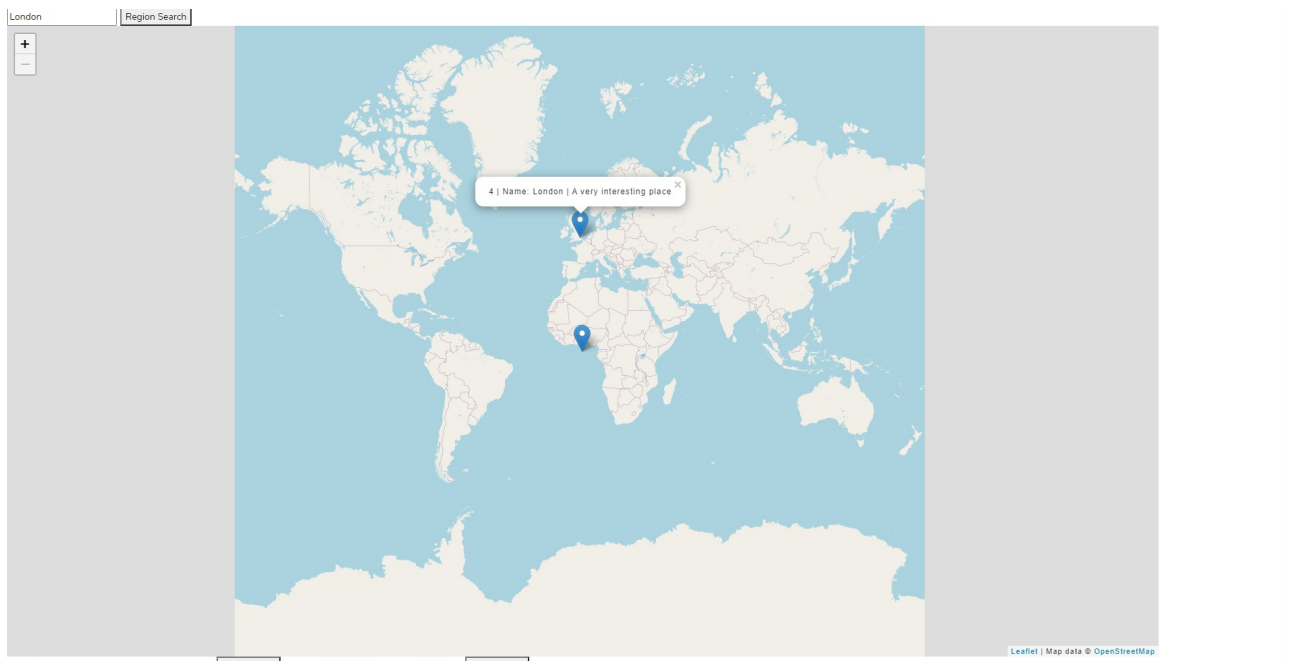 London Region Search
+
−
4 | Name: London | A very interesting place ×
Leaflet | Map data © OpenStreetMap